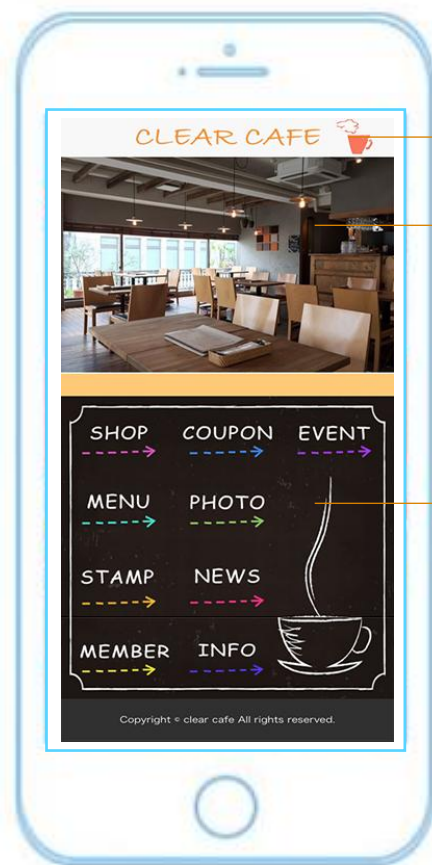 CLEAR CAFE
SHOP COUPON EVENT
MENU PHOTO
STAMP NEWS
MEMBER INFO
Copyright © clear cafe All rights reserved.